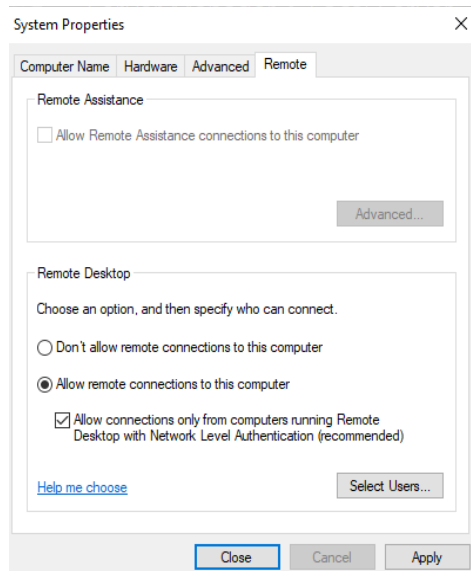 System Properties
Computer Name Hardware Advanced Remote
Remote Assistance
Allow Remote Assistance connections to this computer
Advanced...
Remote Desktop
Choose an option, and then specify who can connect.
Don't allow remote connections to this computer
Allow remote connections to this computer
Allow connections only from computers running Remote
Desktop with Network Level Authentication (recommended)
Help me choose Select Users...
Close Cancel Apply